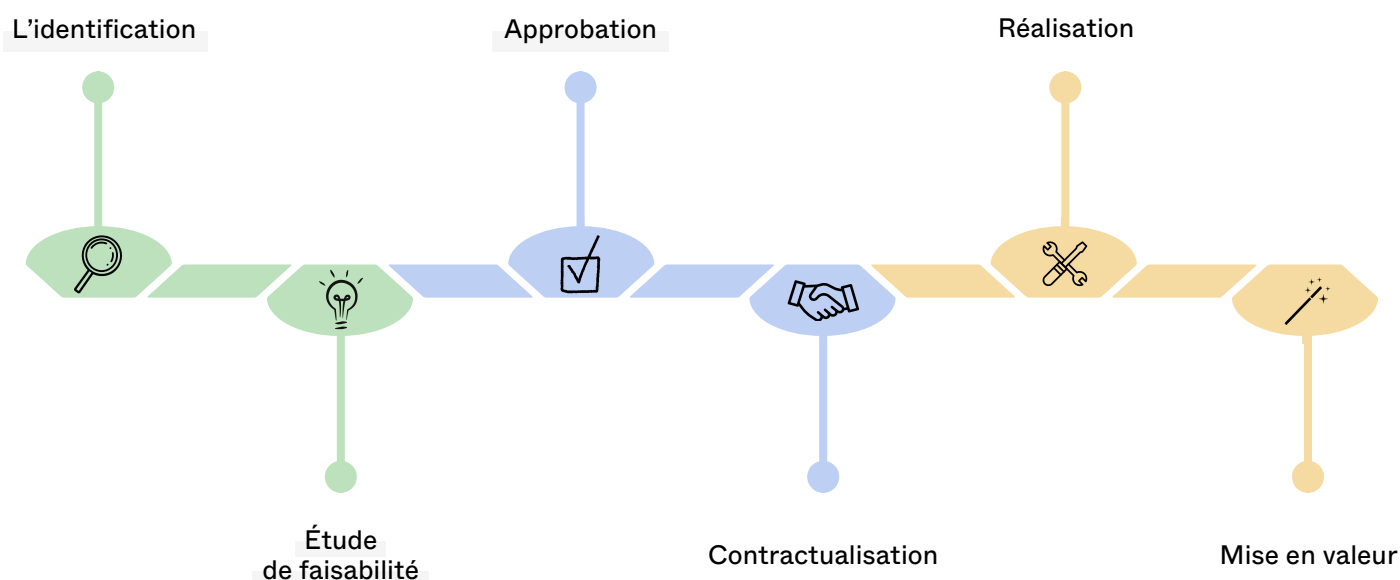 L’identification
Approbation
Réalisation
Étude
de faisabilité
Contractualisation
Mise en valeur